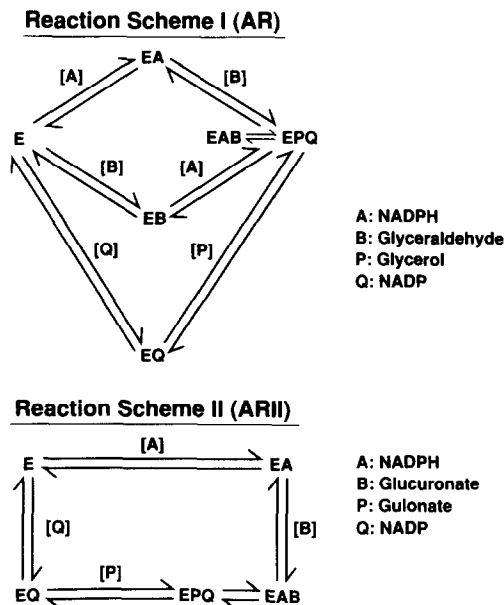 Reaction Scheme I (AR)
EA
[A]
[B]
E
EAB
EPQ
[B]
[A]
EB
[Q]
[P]
EQ
A: NADPH
B: Glyceraldehyde
P: Glycerol
Q: NADP
Reaction Scheme II (ARII)
[A]
E
EA
[Q]
[B]
[P]
EQ
EPQ
EAB
A: NADPH
B: Glucuronate
P: Gulonate
Q: NADP